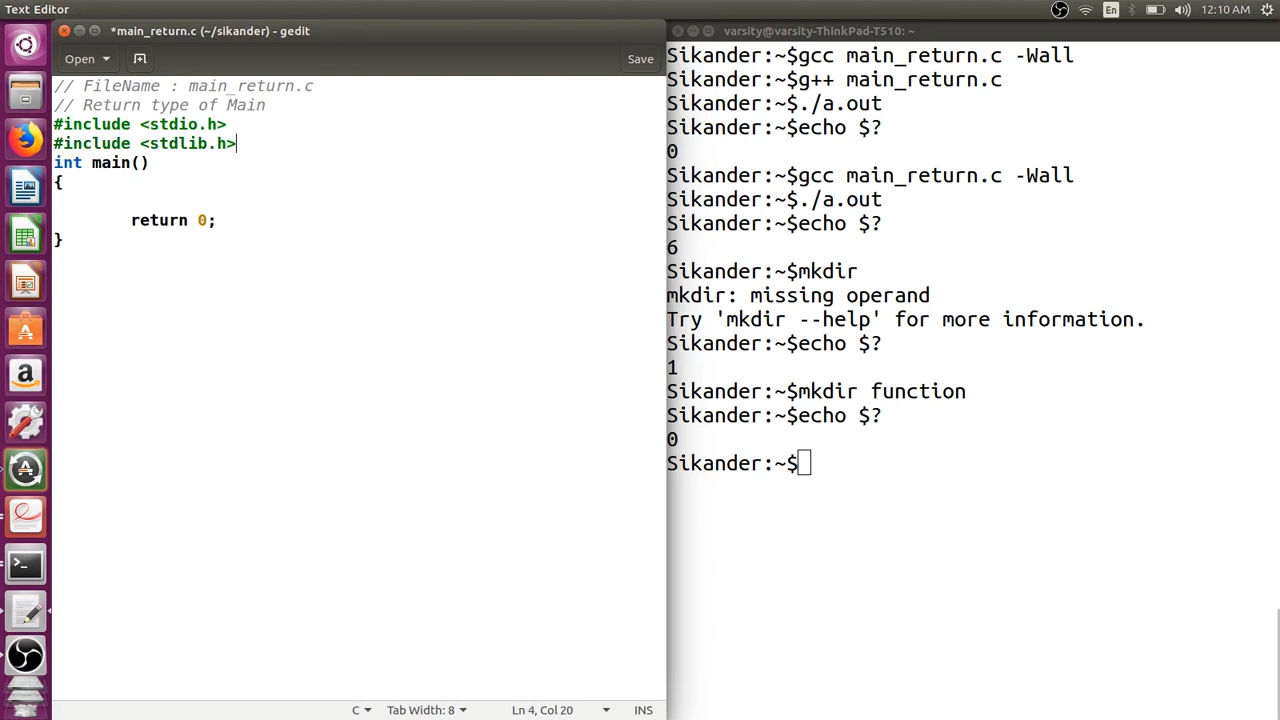 Text Editor
En
12:10 AM
*main_return.c (~/sikander) - gedit
Open
Save
// FileName : main_return.c
// Return type of Main
#include <stdio.h>
#include <stdlib.h>
int main()
{
return 0;
}
C
Tab Width: 8
Ln 4, Col 20
INS
varsity@varsity-ThinkPad-T510: ~
Sikander:~$gcc main_return.c -Wall
Sikander:~$g++ main_return.c
Sikander:~$./a.out
Sikander:~$echo $?
0
Sikander:~$gcc main_return.c -Wall
Sikander:~$./a.out
Sikander:~$echo $?
6
Sikander:~$mkdir
mkdir: missing operand
Try 'mkdir --help' for more information.
Sikander:~$echo $?
1
Sikander:~$mkdir function
Sikander:~$echo $?
0
Sikander:~$